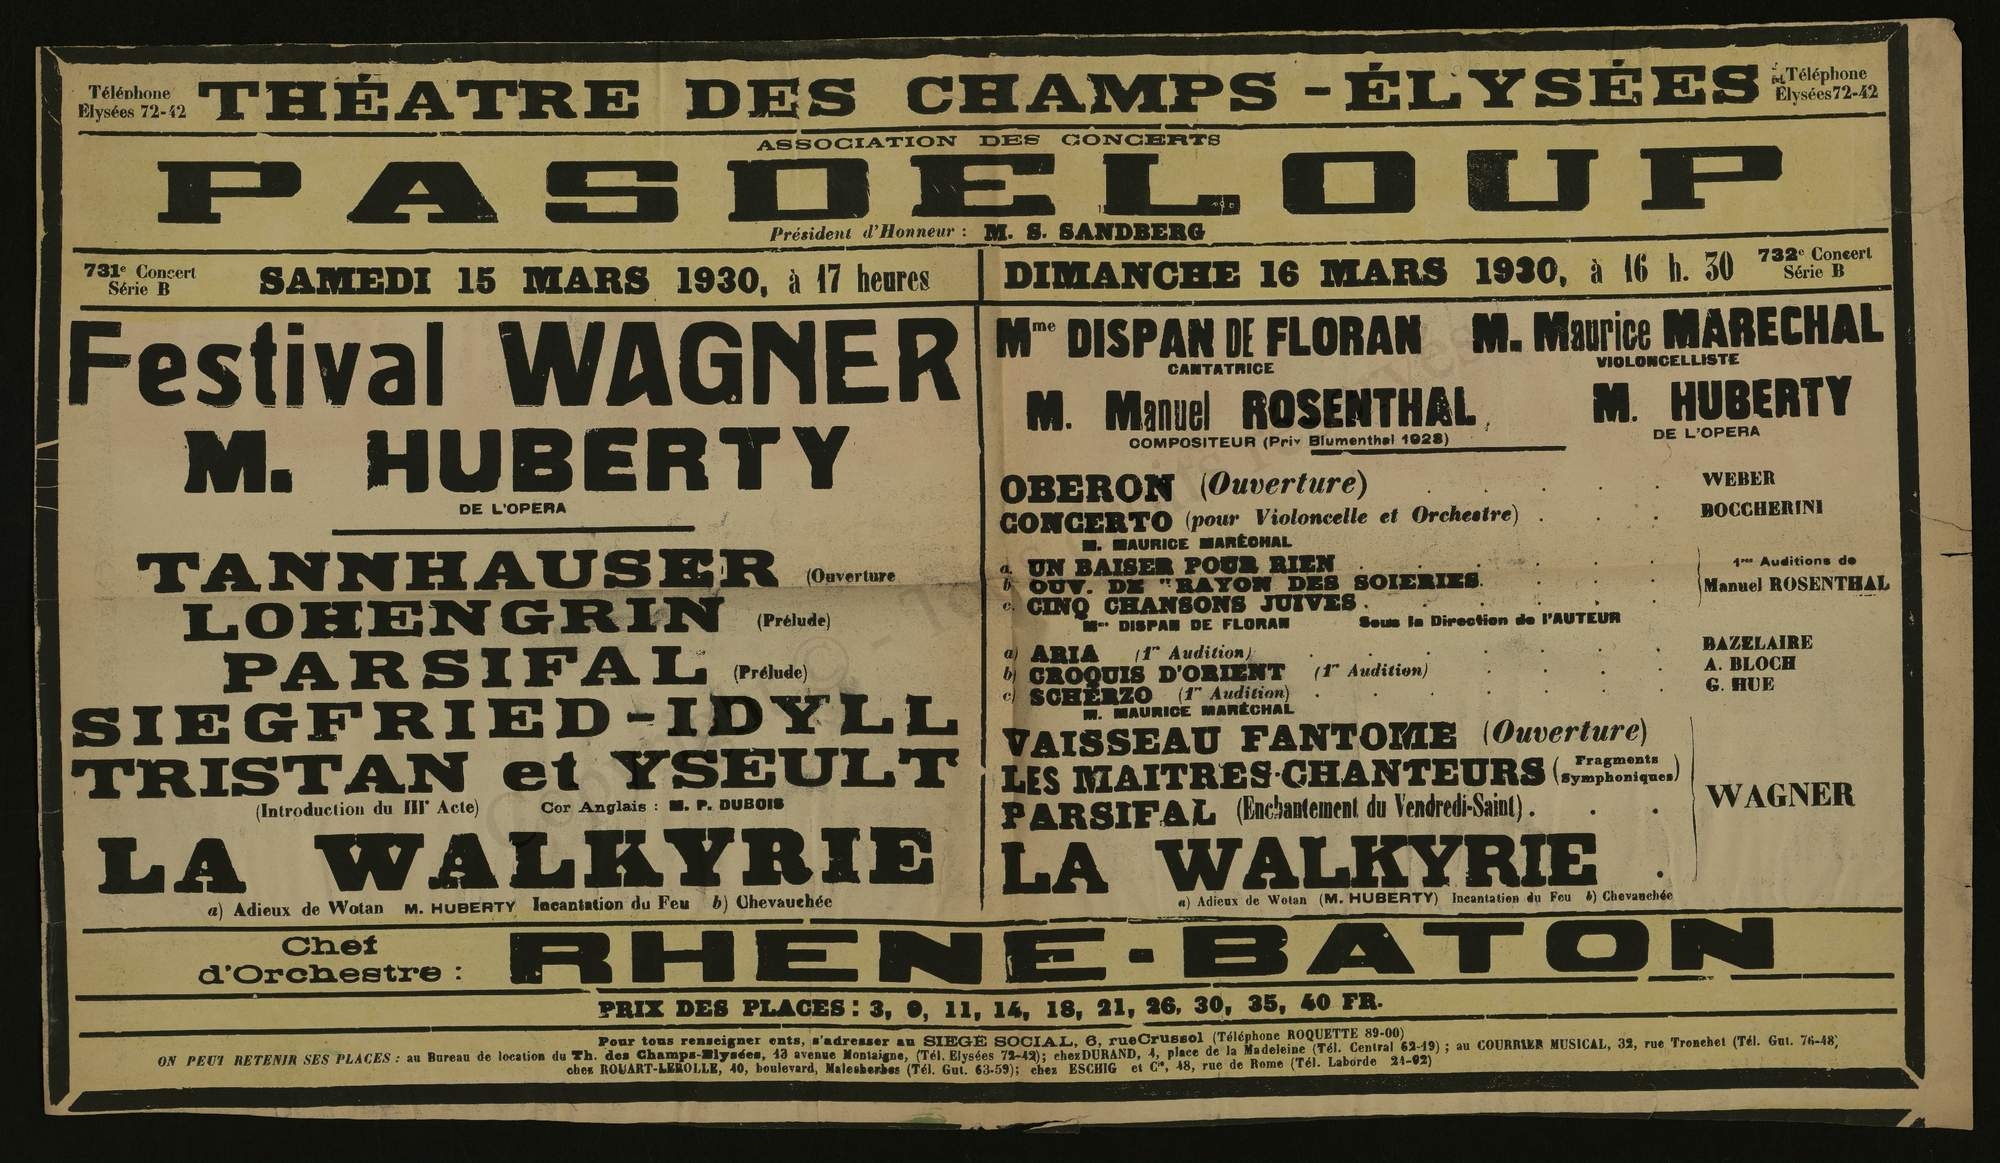 Téléphone
Elysées 72-42
THÉATRE DES CHAMPS-ÉLYSÉES
Téléphone
Elysées 72-42
ASSOCIATION DES CONCERTS
PASDELOUP
Président d'Honneur : M. S. SANDBERG
731e Concert
Série B
SAMEDI 15 MARS 1930, à 17 heures
Festival WAGNER
M. HUBERTY
DE L'OPERA
TANNHAUSER (Ouverture
LOHENGRIN (Prélude)
PARSIFAL (Prélude)
SIEGFRIED-IDYLL
TRISTAN et YSEULT
(Introduction du IIIe Acte) Cor Anglais : M. P. DUBOIS
LA WALKYRIE
a) Adieux de Wotan M. HUBERTY Incantation du Feu b) Chevauchée
DIMANCHE 16 MARS 1930, à 16 h. 30
732e Concert
Série B
Mme DISPAN DE FLORAN M. Maurice MARECHAL
CANTATRICE VIOLONCELLISTE
M. Manuel ROSENTHAL, M. HUBERTY
COMPOSITEUR (Prix Blumenthal 1928) DE L'OPERA
OBERON (Ouverture) . . . . . WEBER
CONCERTO (pour Violoncelle et Orchestre) . . . BOCCHERINI
M. MAURICE MARÉCHAL
a. UN BAISER POUR RIEN
b OUV. DE "RAYON DES SOIERIES
c. CINQ CHANSONS JUIVES
1res Auditions de
Manuel ROSENTHAL
Mme DISPAN DE FLORAN Sous la Direction de l'AUTEUR
a) ARIA (1re Audition) BAZELAIRE
b) CROQUIS D'ORIENT (1re Audition) A. BLOCH
c) SCHERZO (1re Audition) G. HUE
M. MAURICE MARÉCHAL
VAISSEAU FANTOME (Ouverture)
LES MAITRES-CHANTEURS (Fragments Symphoniques)
PARSIFAL (Enchantement du Vendredi-Saint) . . . WAGNER
LA WALKYRIE .
a) Adieux de Wotan (M. HUBERTY) Incantation du Feu b) Chevauchée
Chef
d'Orchestre : RHENÉ-BATON
PRIX DES PLACES : 3, 9, 11, 14, 18, 21, 26, 30, 35, 40 FR.
Pour tous renseigner ents, s'adresser au SIEGE SOCIAL, 6, rue Crussol (Téléphone ROQUETTE 89-00)
ON PEUT RETENIR SES PLACES : au Bureau de location du Th. des Champs-Elysées, 13 avenue Montaigne, (Tél. Elysées 72-42); chez DURAND, 4, place de la Madeleine (Tél. Central 62-19) ; au COURRIER MUSICAL, 32, rue Tronchet (Tél. Gut. 76-48)
chez ROUART-LEROLLE, 40, boulevard, Malesherbes (Tél. Gut. 63-59); chez ESCHIG et Cie, 48, rue de Rome (Tél. Laborde 24-92)